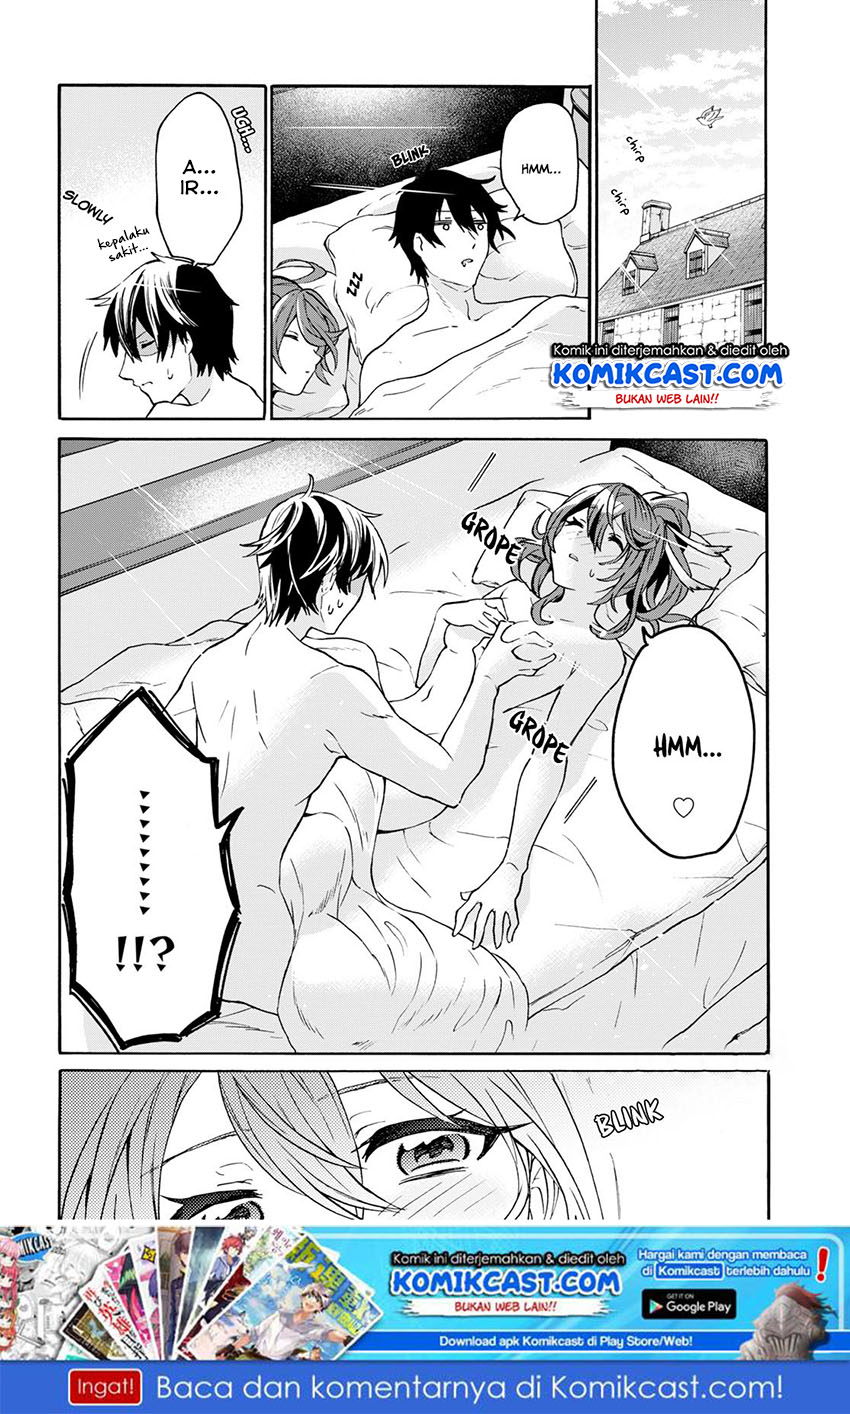 chirp
chirp
HMM...
BLINK
ZZZ
UGH...
A...
IR...
SLOWLY
kepalaku
sakit...
Komik ini diterjemahkan & diedit oleh
KOMIKCAST.COM
BUKAN WEB LAIN!!
GROPE
GROPE
HMM...
♡
!!?
BLINK
Komik ini diterjemahkan & diedit oleh
KOMIKCAST.COM
BUKAN WEB LAIN!!
Hargai kami dengan membaca
di Komikcast terlebih dahulu !
GET IT ON
Google Play
Download apk Komikcast di Play Store/Web!
Ingat! Baca dan komentarnya di Komikcast.com!